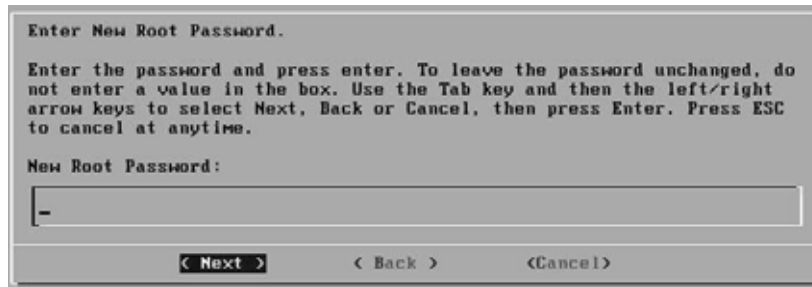 Enter New Root Password.
Enter the password and press enter. To leave the password unchanged, do
not enter a value in the box. Use the Tab key and then the left/right
arrow keys to select Next, Back or Cancel, then press Enter. Press ESC
to cancel at anytime.
New Root Password:
_
< Next > < Back > <Cancel>